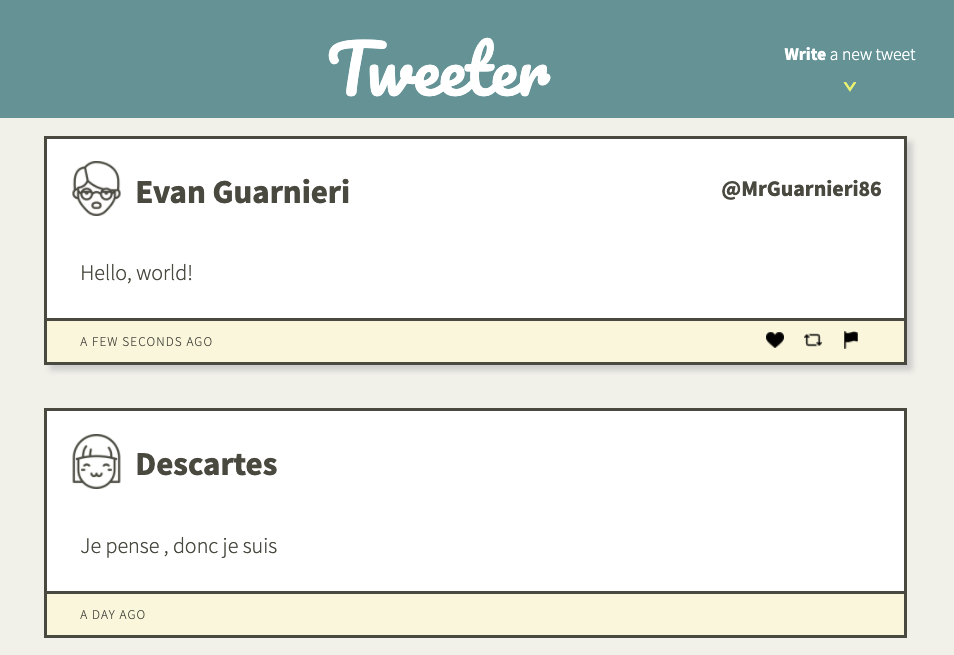 Tweeter
Write a new tweet
Evan Guarnieri
@MrGuarnieri86
Hello, world!
A FEW SECONDS AGO
Descartes
Je pense , donc je suis
A DAY AGO